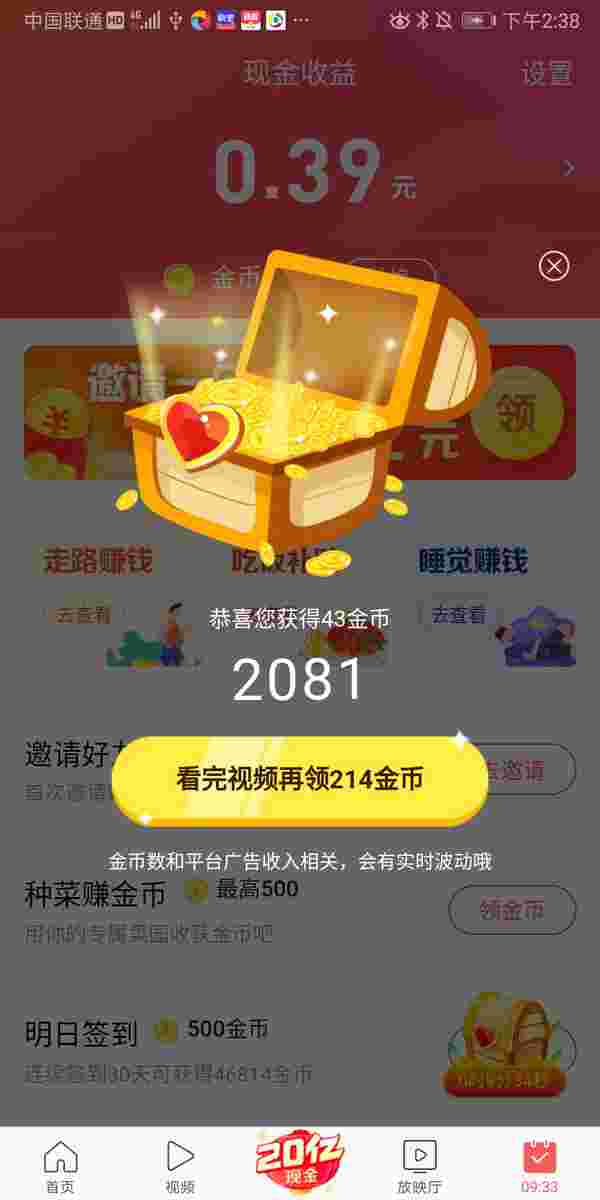 中国联通 HD 4G 下午2:38
现金收益 设置
0.39 元
金币
邀请一
领
元
走路赚钱 吃饭补贴 睡觉赚钱
去查看 去查看
恭喜您获得43金币
2081
邀请好友
去邀请
首次邀请
看完视频再领214金币
金币数和平台广告收入相关，会有实时波动哦
种菜赚金币 最高500
领金币
用你的专属菜园收获金币吧
明日签到 500金币
连续签到30天可获得46814金币
20亿
现金
首页 视频 放映厅 09:33